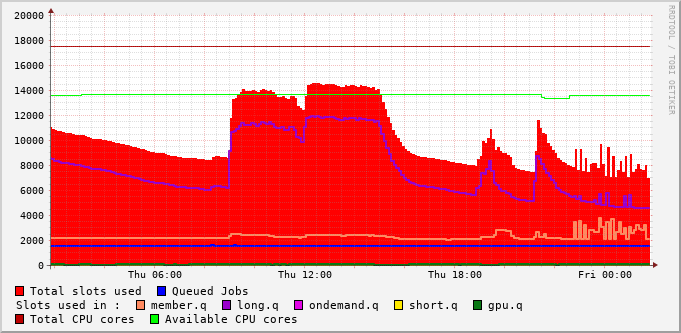 RRDTOOL / TOBI OETIKER
20000
18000
16000
14000
12000
10000
8000
6000
4000
2000
0
Thu 06:00 Thu 12:00 Thu 18:00 Fri 00:00
Total slots used Queued Jobs
Slots used in : member.q long.q ondemand.q short.q gpu.q
Total CPU cores Available CPU cores